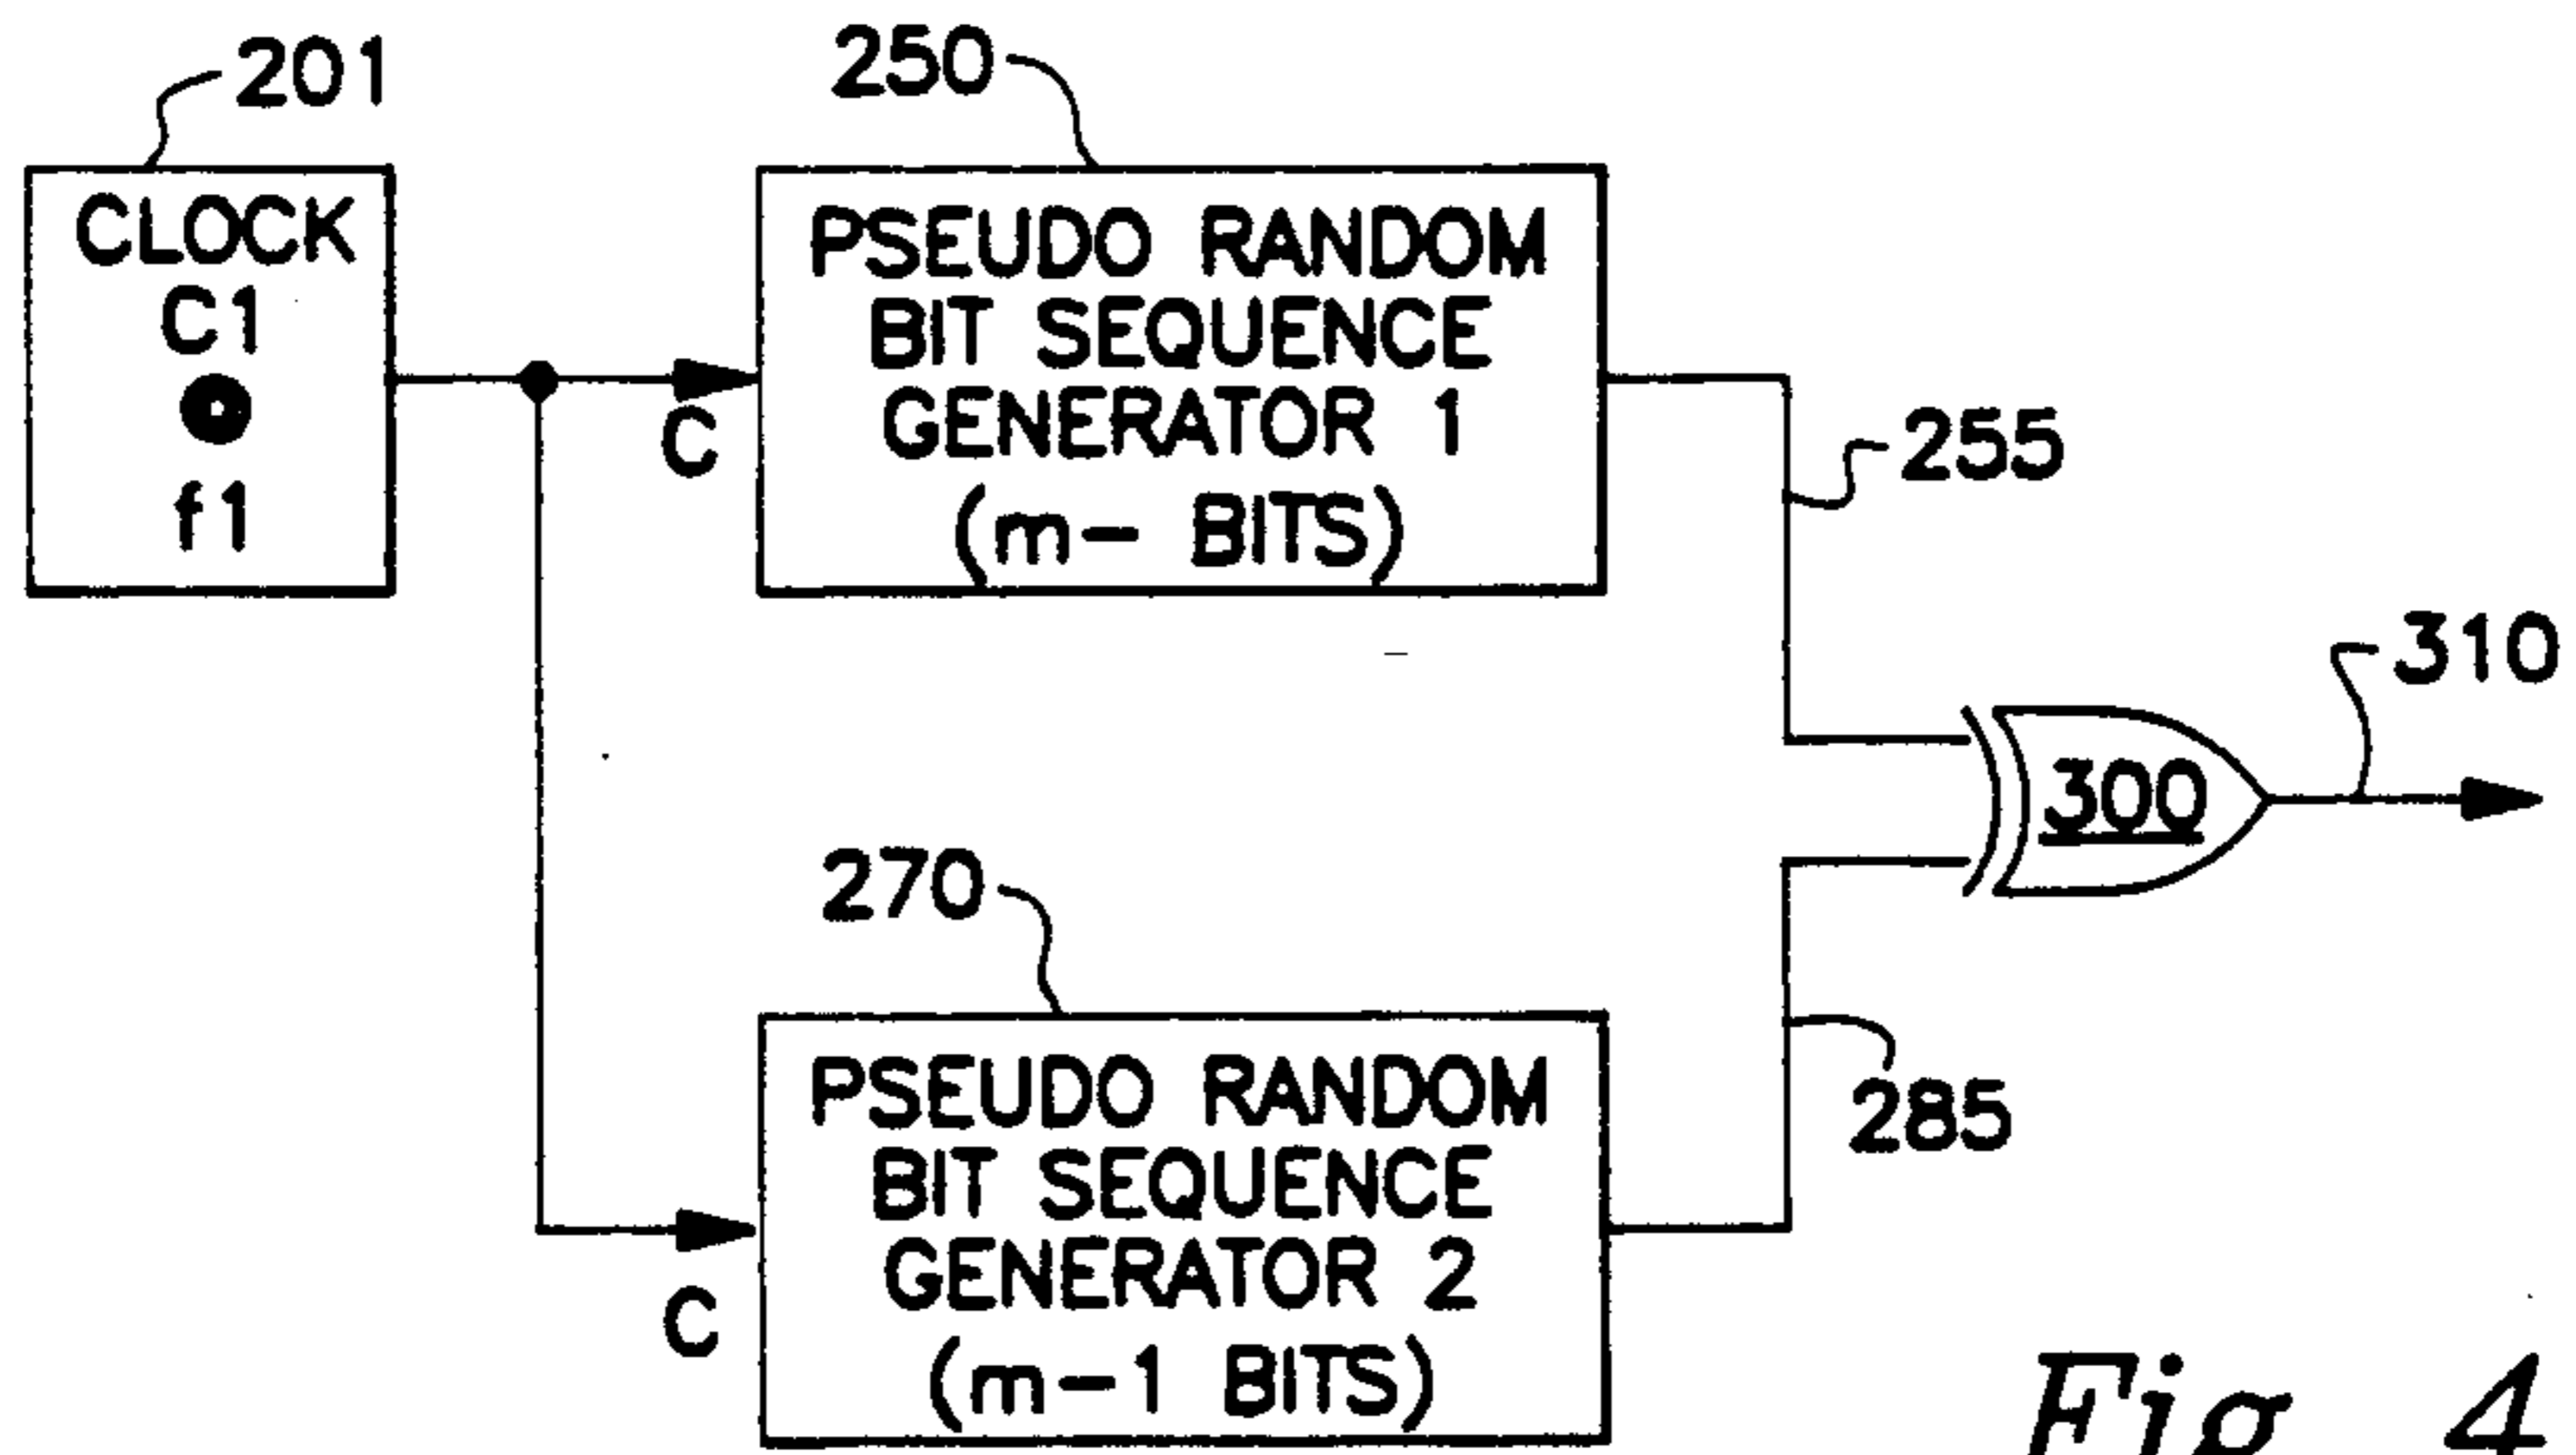 201
CLOCK
C1
f1
250
PSEUDO RANDOM
BIT SEQUENCE
GENERATOR 1
(m- BITS)
C
255
300
310
270
PSEUDO RANDOM
BIT SEQUENCE
GENERATOR 2
(m-1 BITS)
C
285
Fig 4